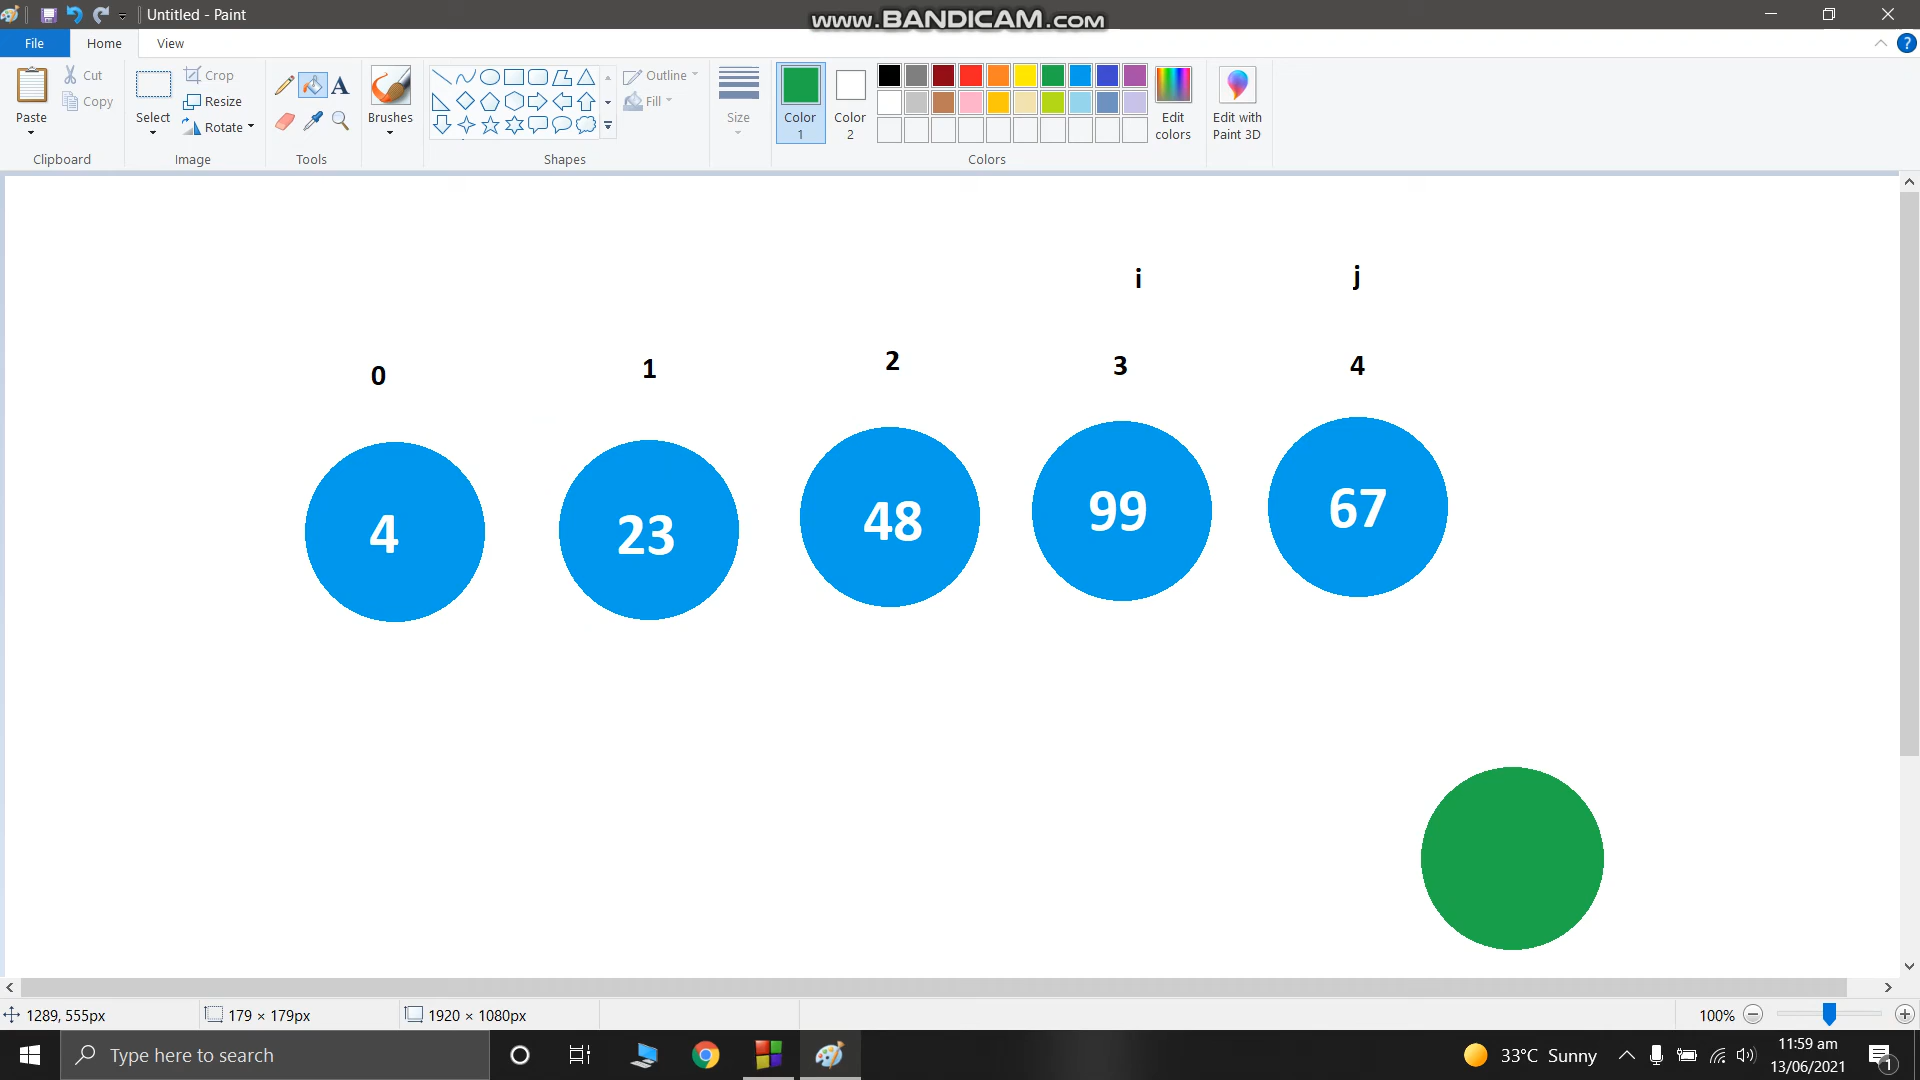 Untitled - Paint
www.BANDICAM.com
File
Home
View
?
Paste
Cut
Copy
Clipboard
Select
Crop
Resize
Rotate
Image
A
Tools
Brushes
Outline
Fill
Shapes
Size
Color
1
Color
2
Edit
colors
Colors
Edit with
Paint 3D
i
j
0
1
2
3
4
4
23
48
99
67
1289, 555px
179 × 179px
1920 × 1080px
100%
Type here to search
33°C Sunny
11:59 am
13/06/2021
1